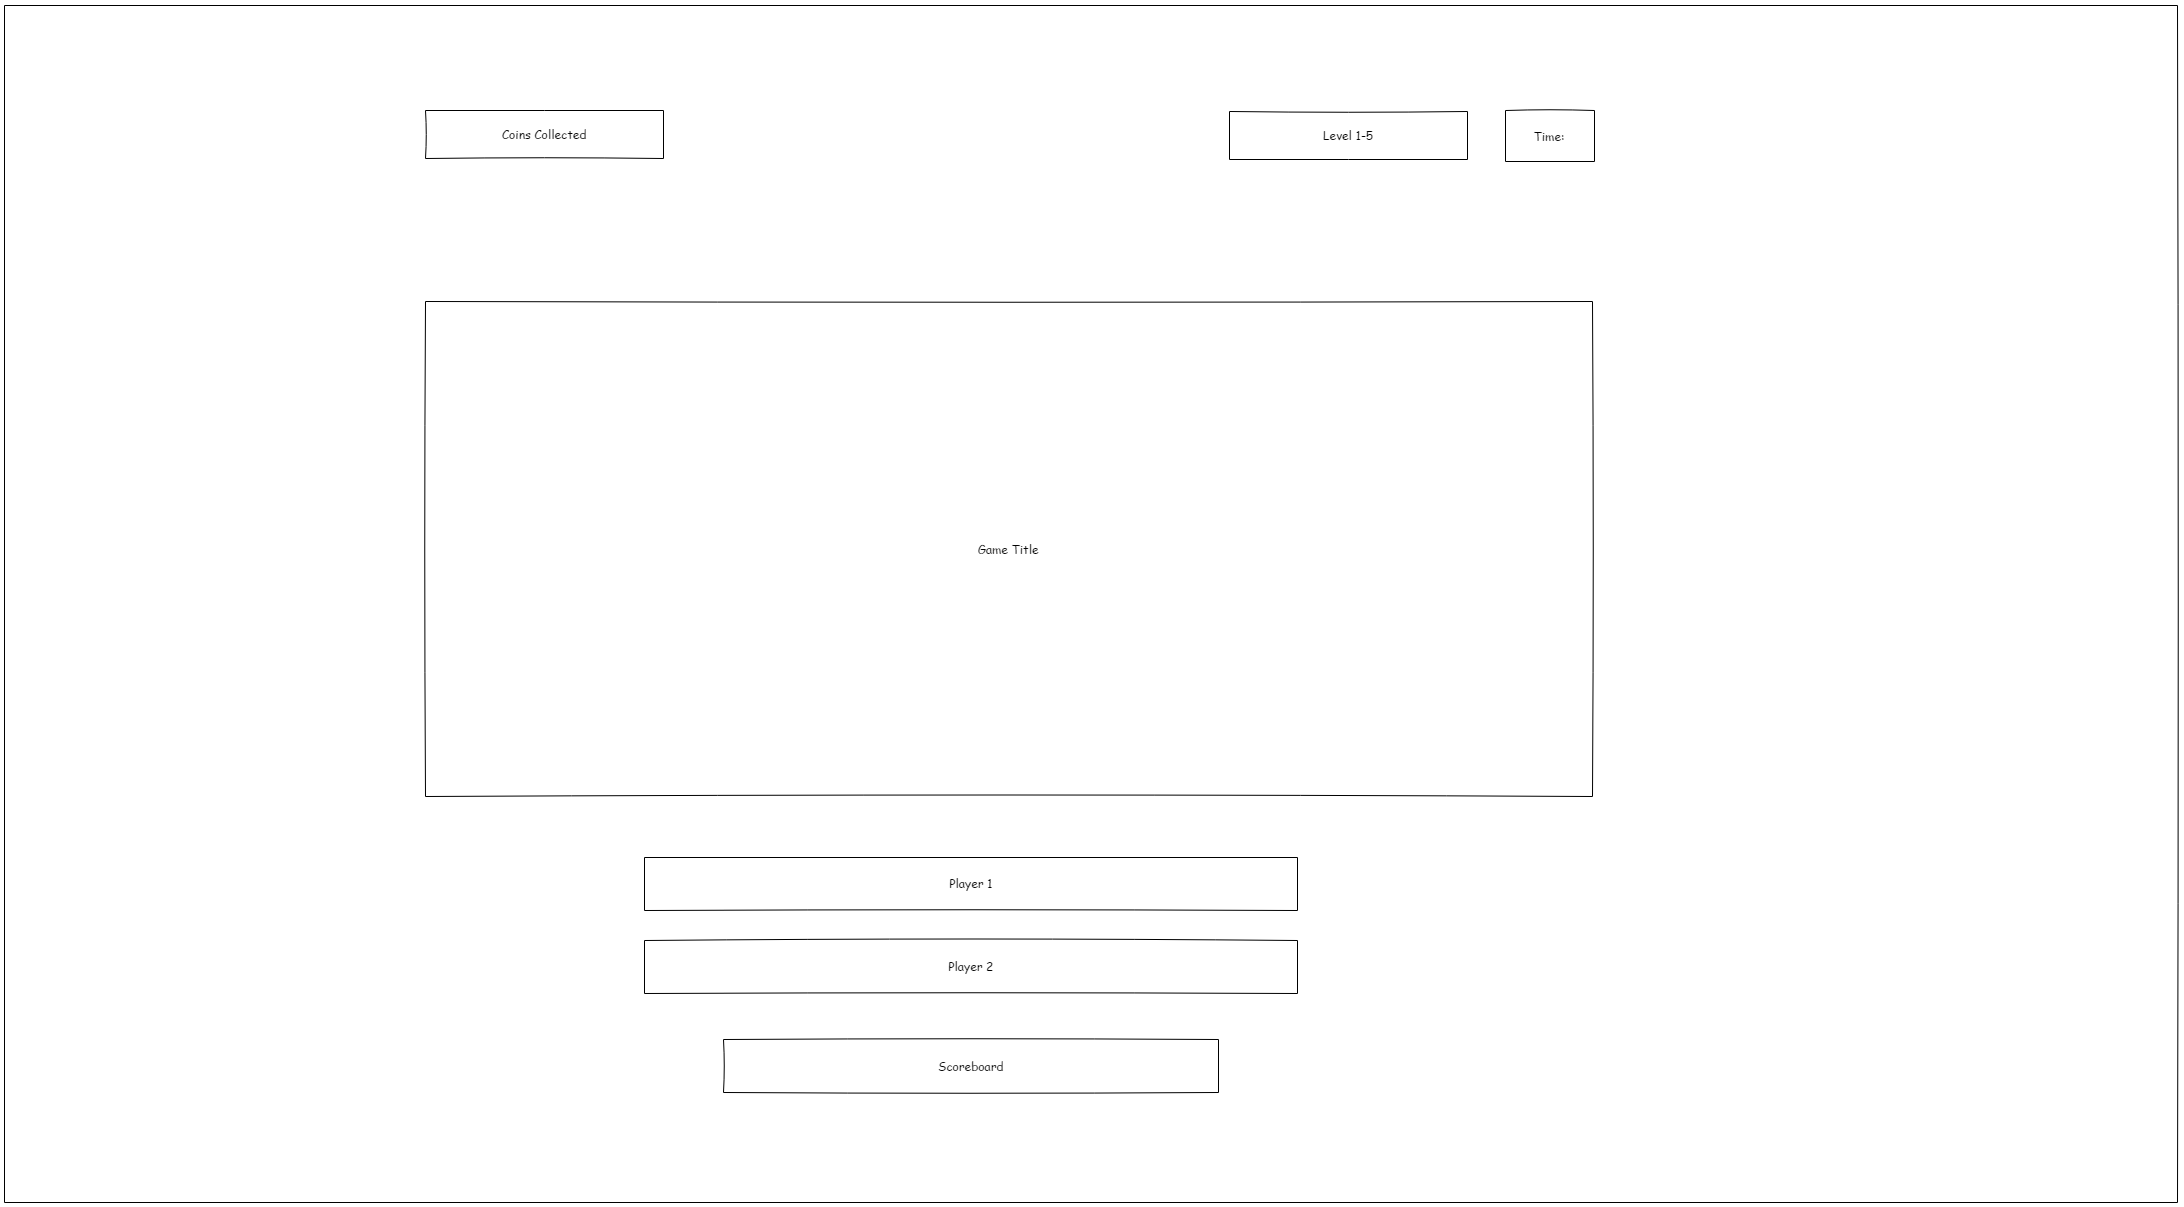 Coins Collected
Level 1-5
Time:
Game Title
Player 1
Player 2
Scoreboard